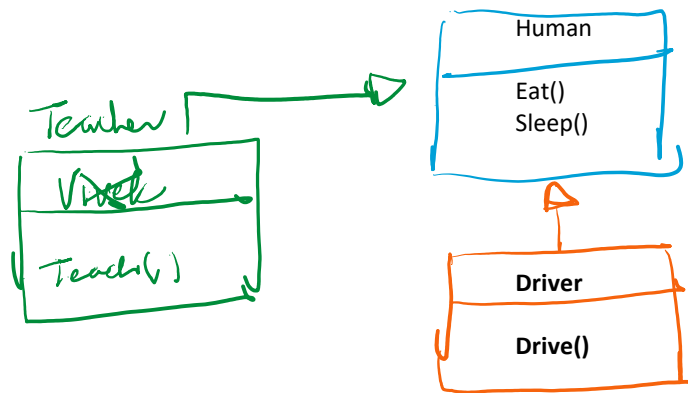 Human
Eat()
Sleep()
Teacher
Teach()
Driver
Drive()